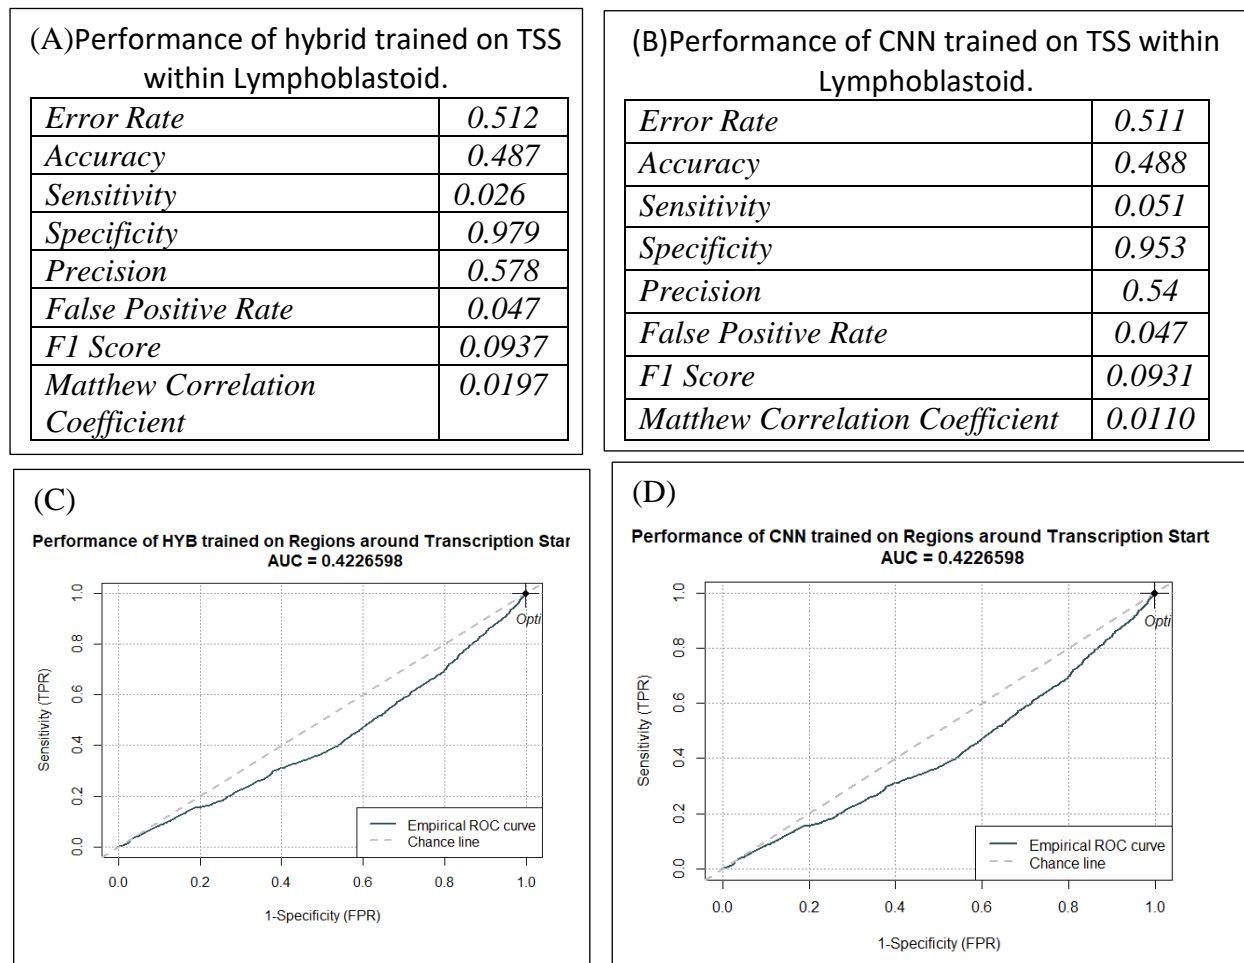 (A)Performance of hybrid trained on TSS
within Lymphoblastoid.
Error Rate 0.512
Accuracy 0.487
Sensitivity 0.026
Specificity 0.979
Precision 0.578
False Positive Rate 0.047
F1 Score 0.0937
Matthew Correlation 0.0197
Coefficient
(B)Performance of CNN trained on TSS within
Lymphoblastoid.
Error Rate 0.511
Accuracy 0.488
Sensitivity 0.051
Specificity 0.953
Precision 0.54
False Positive Rate 0.047
F1 Score 0.0931
Matthew Correlation Coefficient 0.0110
(C)
Performance of HYB trained on Regions around Transcription Star
AUC = 0.4226598
Sensitivity (TPR)
1.0
0.8
0.6
0.4
0.2
0.0
Opti
Empirical ROC curve
Chance line
0.0 0.2 0.4 0.6 0.8 1.0
1-Specificity (FPR)
(D)
Performance of CNN trained on Regions around Transcription Start
AUC = 0.4226598
Sensitivity (TPR)
1.0
0.8
0.6
0.4
0.2
0.0
Opti
Empirical ROC curve
Chance line
0.0 0.2 0.4 0.6 0.8 1.0
1-Specificity (FPR)